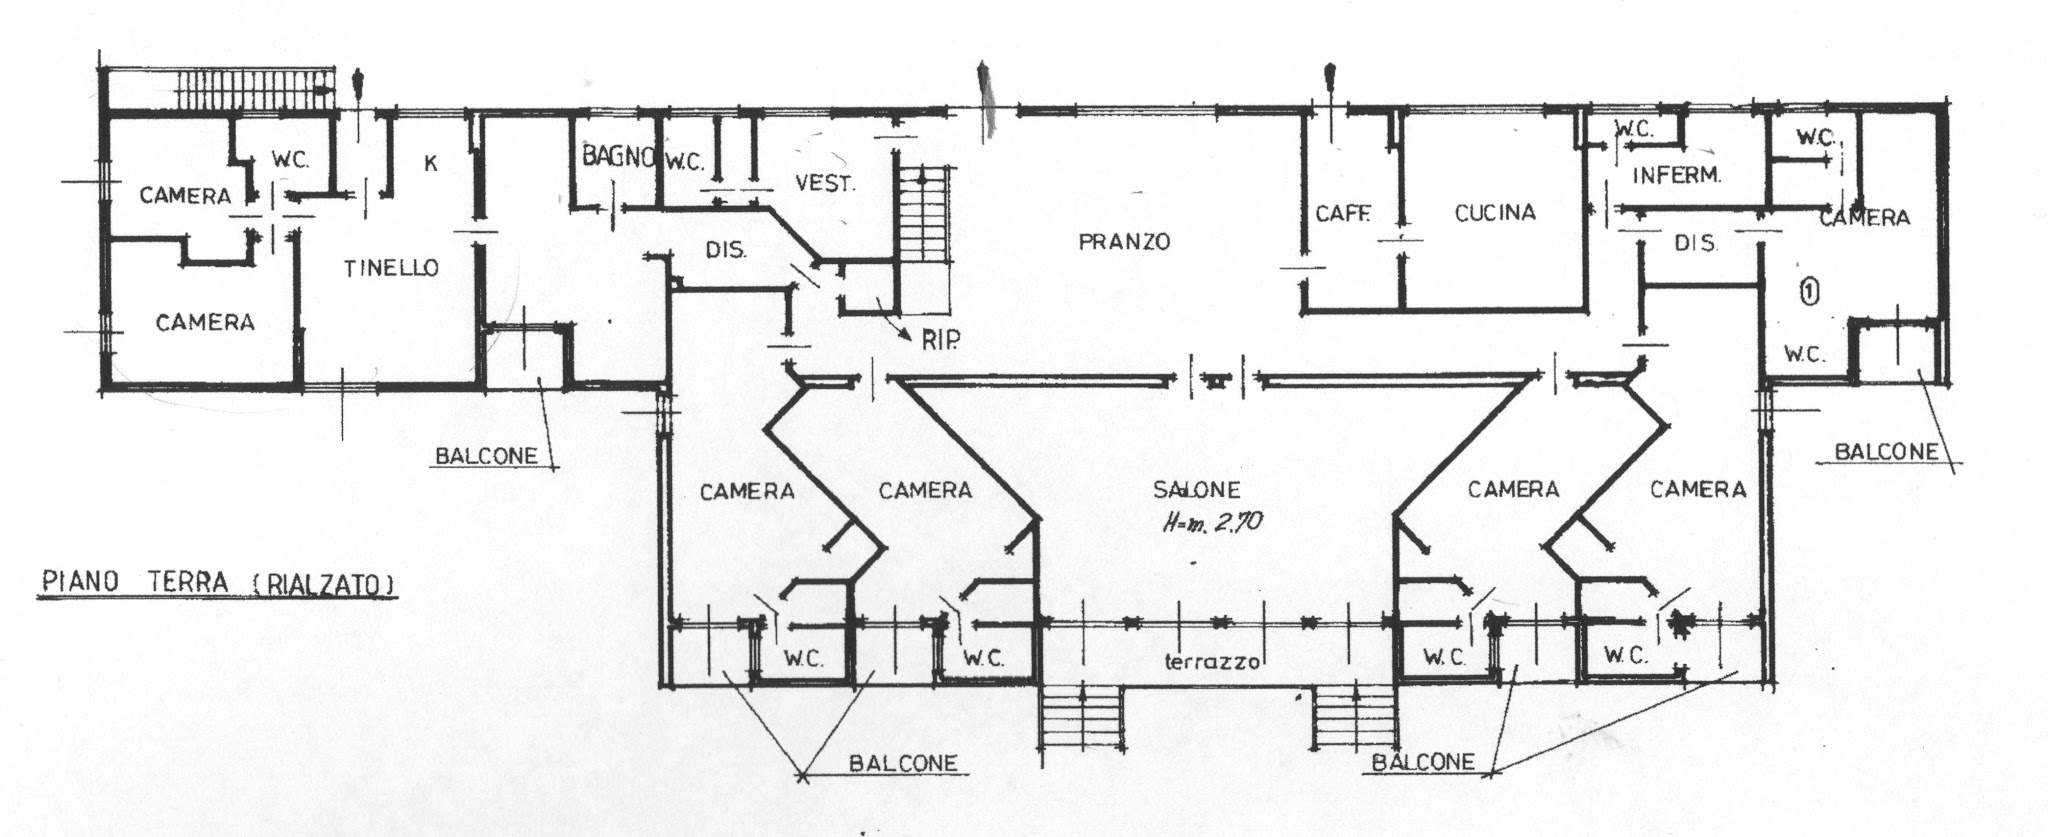 W.C.
K
BAGNO
W.C.
VEST.
W.C.
W.C.
CAMERA
INFERM.
PRANZO
CAFF.
CUCINA
CAMERA
DIS.
DIS.
TINELLO
CAMERA
1
RIP.
W.C.
BALCONE
BALCONE
CAMERA
CAMERA
SALONE
H=m. 2.70
CAMERA
CAMERA
PIANO TERRA (RIALZATO)
W.C.
W.C.
terrazzo
W.C.
W.C.
BALCONE
BALCONE